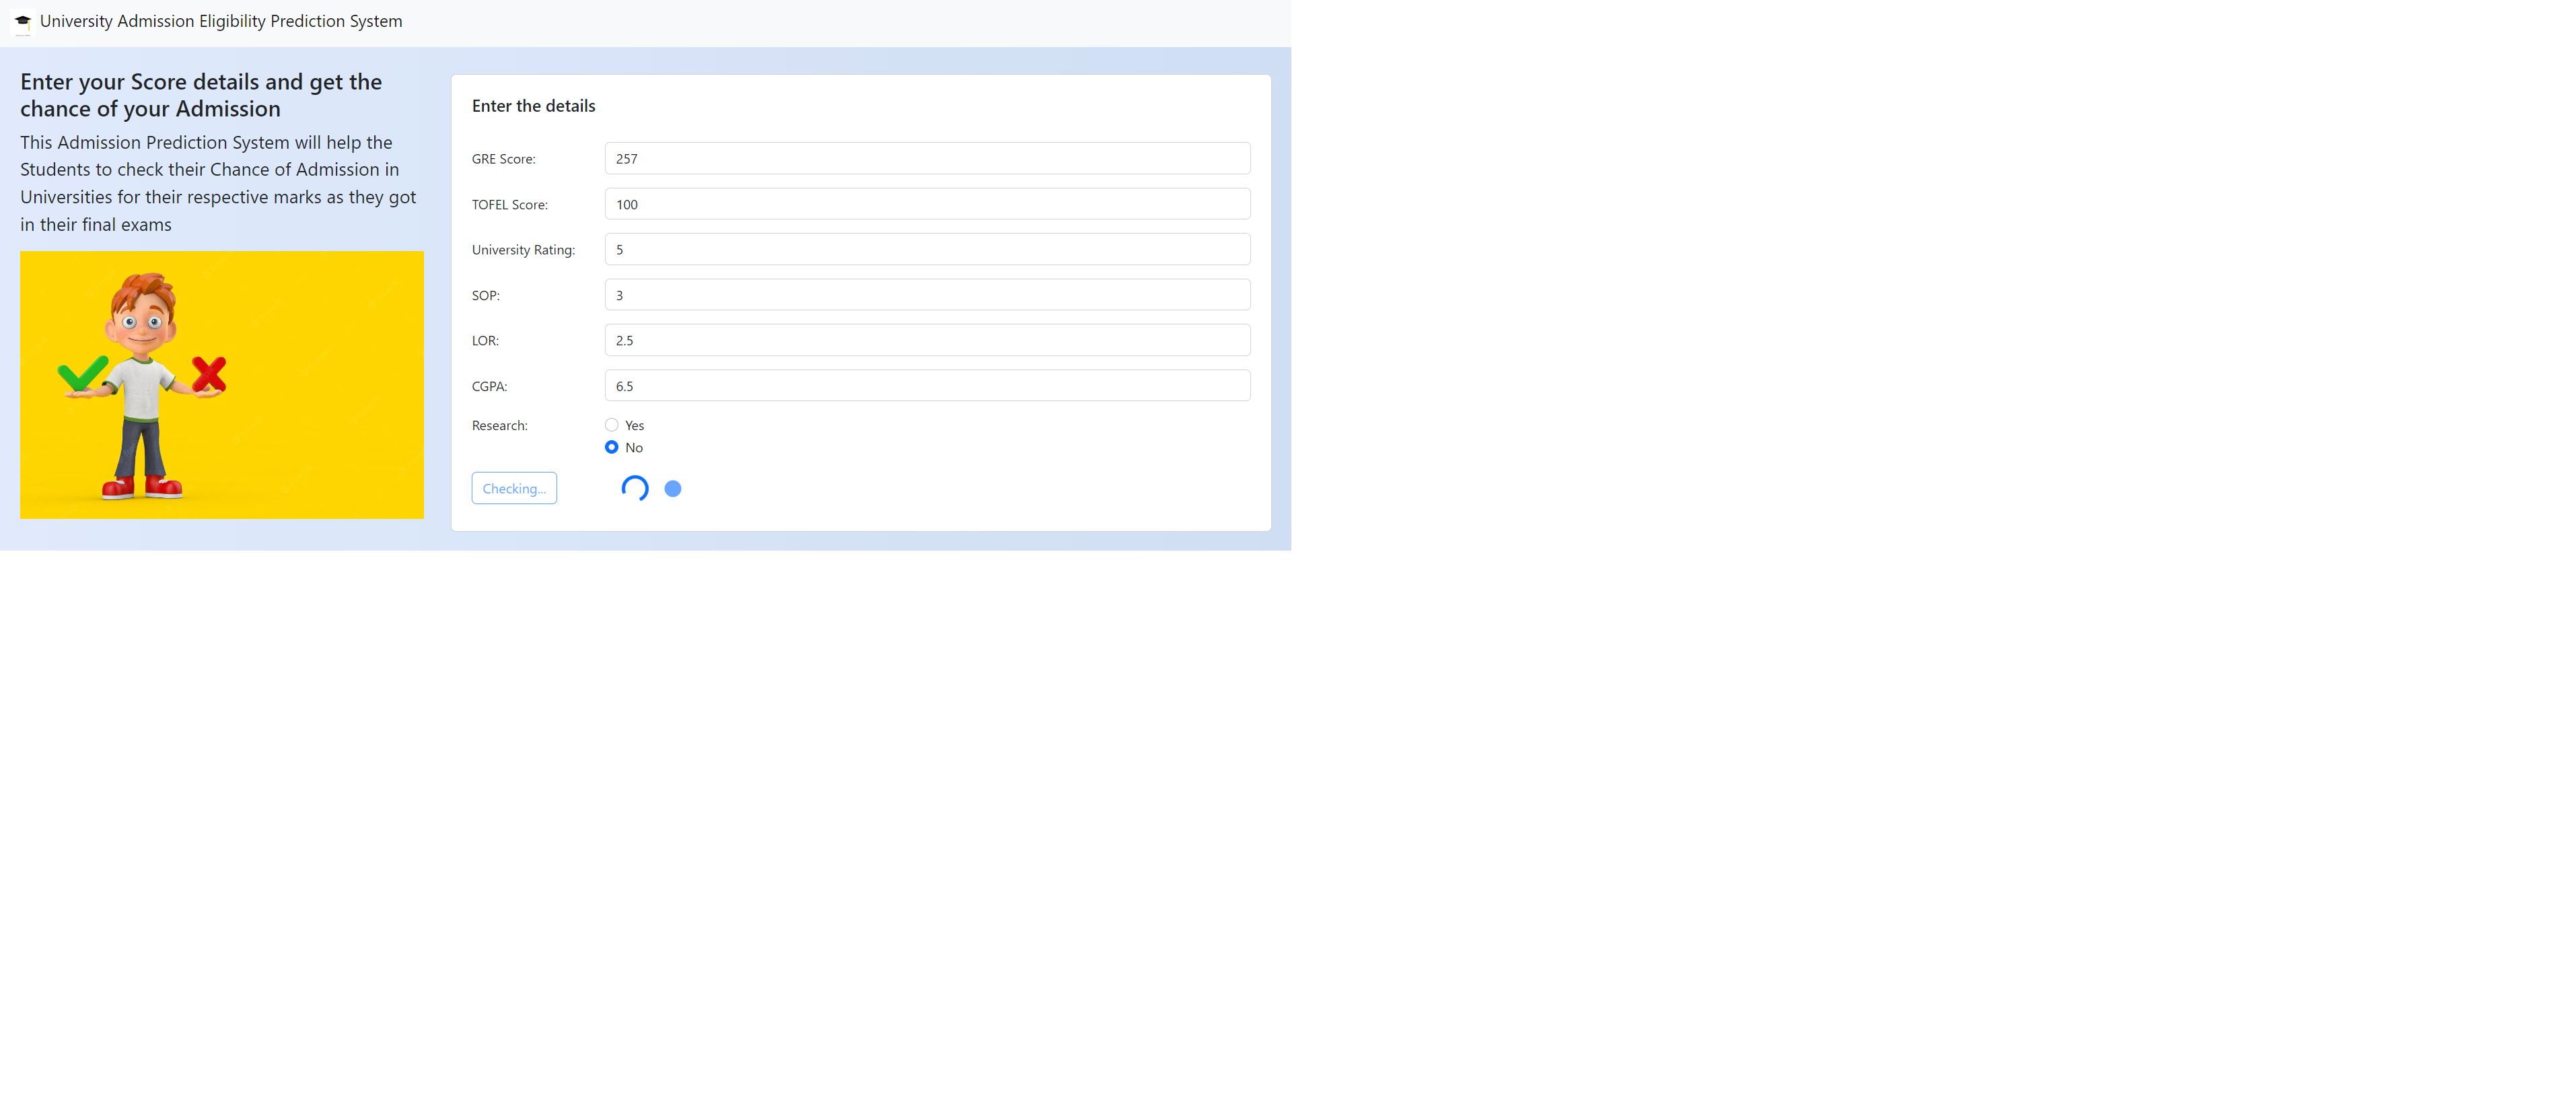 University Admission Eligibility Prediction System
Enter your Score details and get the
chance of your Admission
This Admission Prediction System will help the
Students to check their Chance of Admission in
Universities for their respective marks as they got
in their final exams
Enter the details
GRE Score: 257
TOFEL Score: 100
University Rating: 5
SOP: 3
LOR: 2.5
CGPA: 6.5
Research: Yes
No
Checking...